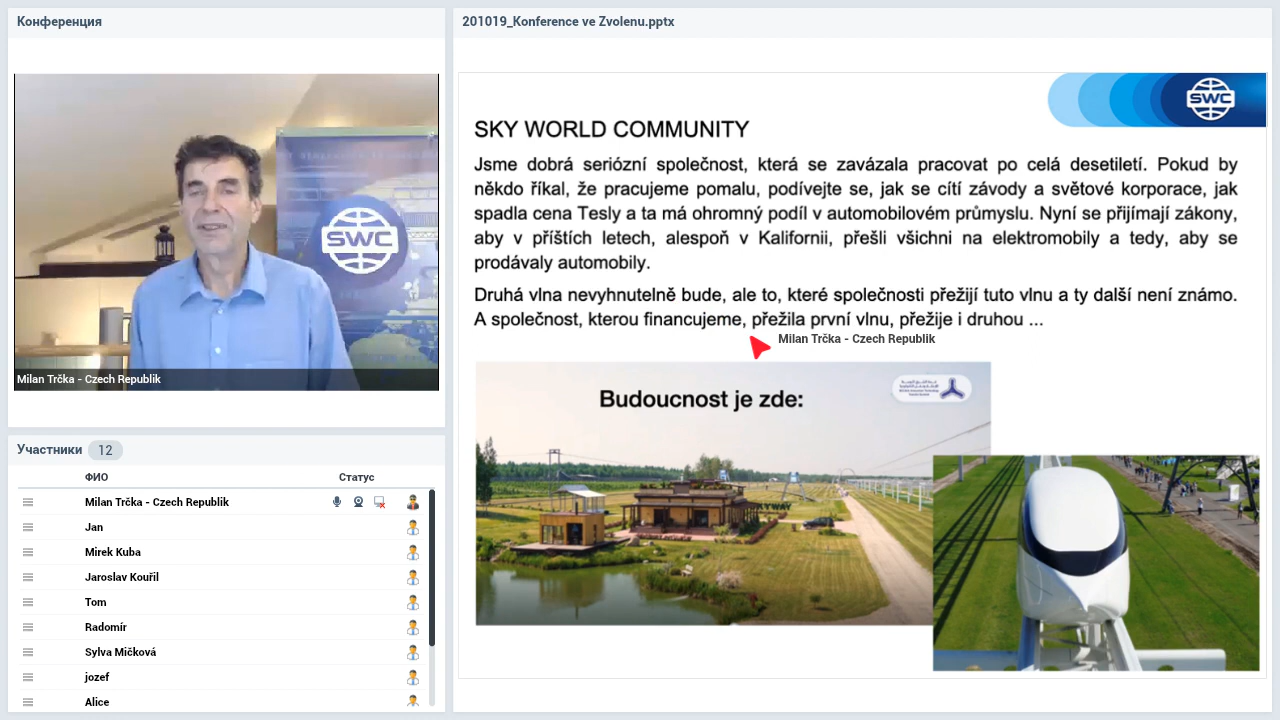 Конференция
SWC
Milan Trčka - Czech Republik
Участники 12
ФИО Статус
Milan Trčka - Czech Republik
Jan
Mirek Kuba
Jaroslav Kouřil
Tom
Radomír
Sylva Mičková
jozef
Alice
201019_Konference ve Zvolenu.pptx
SWC
SKY WORLD COMMUNITY
Jsme dobrá seriózní společnost, která se zavázala pracovat po celá desetiletí. Pokud by
někdo říkal, že pracujeme pomalu, podívejte se, jak se cítí závody a světové korporace, jak
spadla cena Tesly a ta má ohromný podíl v automobilovém průmyslu. Nyní se přijímají zákony,
aby v příštích letech, alespoň v Kalifornii, přešli všichni na elektromobily a tedy, aby se
prodávaly automobily.
Druhá vlna nevyhnutelně bude, ale to, které společnosti přežijí tuto vlnu a ty další není známo.
A společnost, kterou financujeme, přežila první vlnu, přežije i druhou ...
Milan Trčka - Czech Republik
Budoucnost je zde: